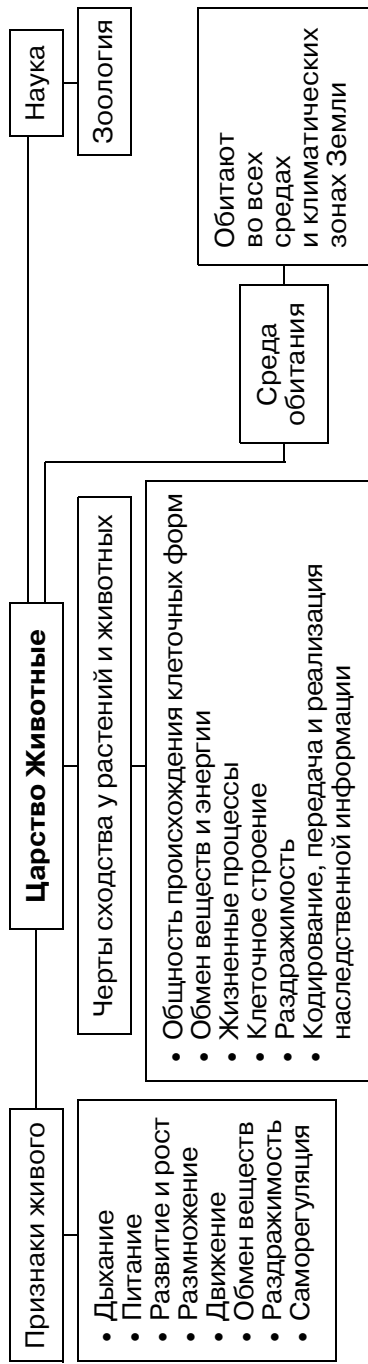 Царство Животные
Признаки живого
• Дыхание
• Питание
• Развитие и рост
• Размножение
• Движение
• Обмен веществ
• Раздражимость
• Саморегуляция
Черты сходства у растений и животных
• Общность происхождения клеточных форм
• Обмен веществ и энергии
• Жизненные процессы
• Клеточное строение
• Раздражимость
• Кодирование, передача и реализация
наследственной информации
Среда
обитания
Обитают
во всех
средах
и климатических
зонах Земли
Наука
Зоология